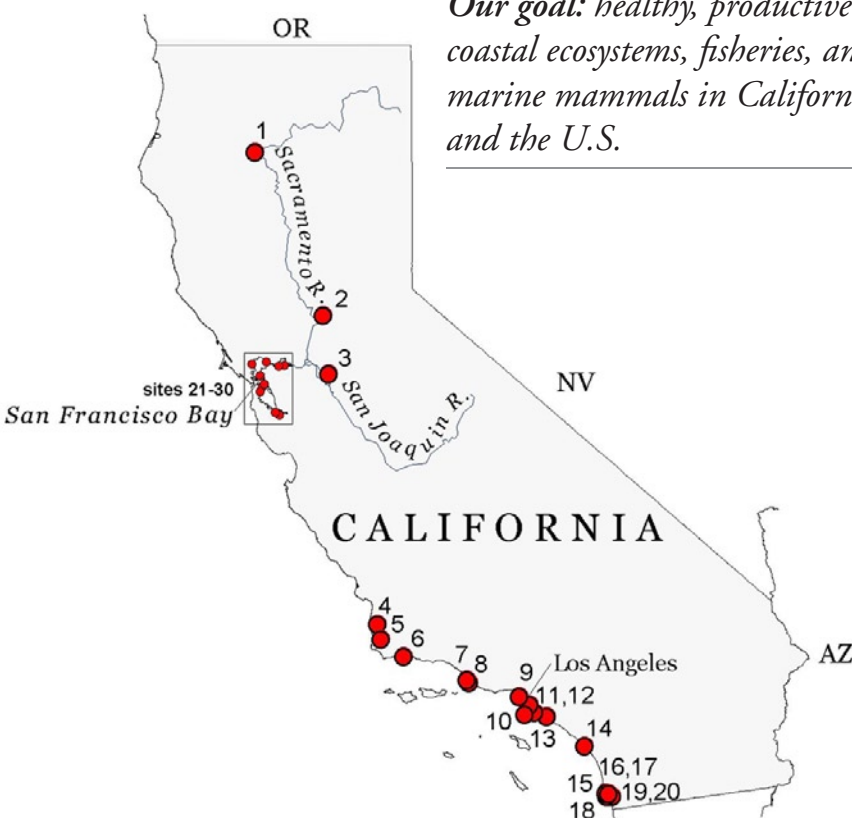 Our goal: healthy, productive
coastal ecosystems, fisheries, an
marine mammals in Californ
and the U.S.
OR
1
Sacramento R.
2
3
San Joaquin R.
NV
sites 21-30
San Francisco Bay
CALIFORNIA
4
5
6
7
8
9
Los Angeles
AZ
11,12
10
13
14
16,17
15
19,20
18